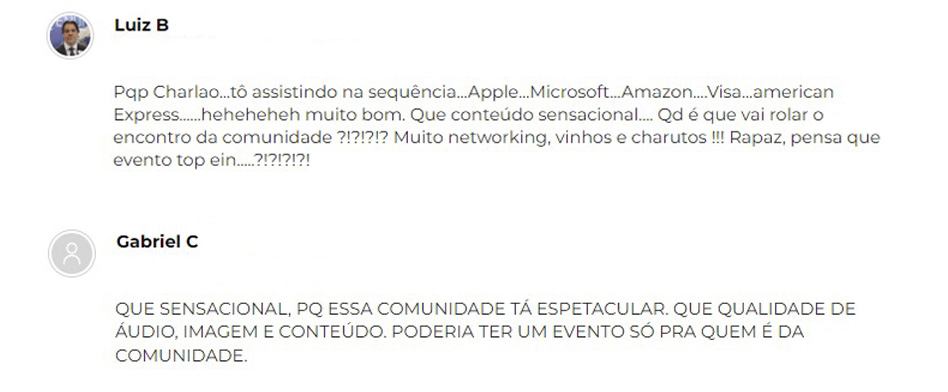 Luiz B
Pqp Charlao...tô assistindo na sequência...Apple...Microsoft...Amazon....Visa...american
Express......heheheheh muito bom. Que conteúdo sensacional.... Qd é que vai rolar o
encontro da comunidade ?!?!?!? Muito networking, vinhos e charutos !!! Rapaz, pensa que
evento top ein.....?!?!?!?!
Gabriel C
QUE SENSACIONAL, PQ ESSA COMUNIDADE TÁ ESPETACULAR. QUE QUALIDADE DE
ÁUDIO, IMAGEM E CONTEÚDO. PODERIA TER UM EVENTO SÓ PRA QUEM É DA
COMUNIDADE.